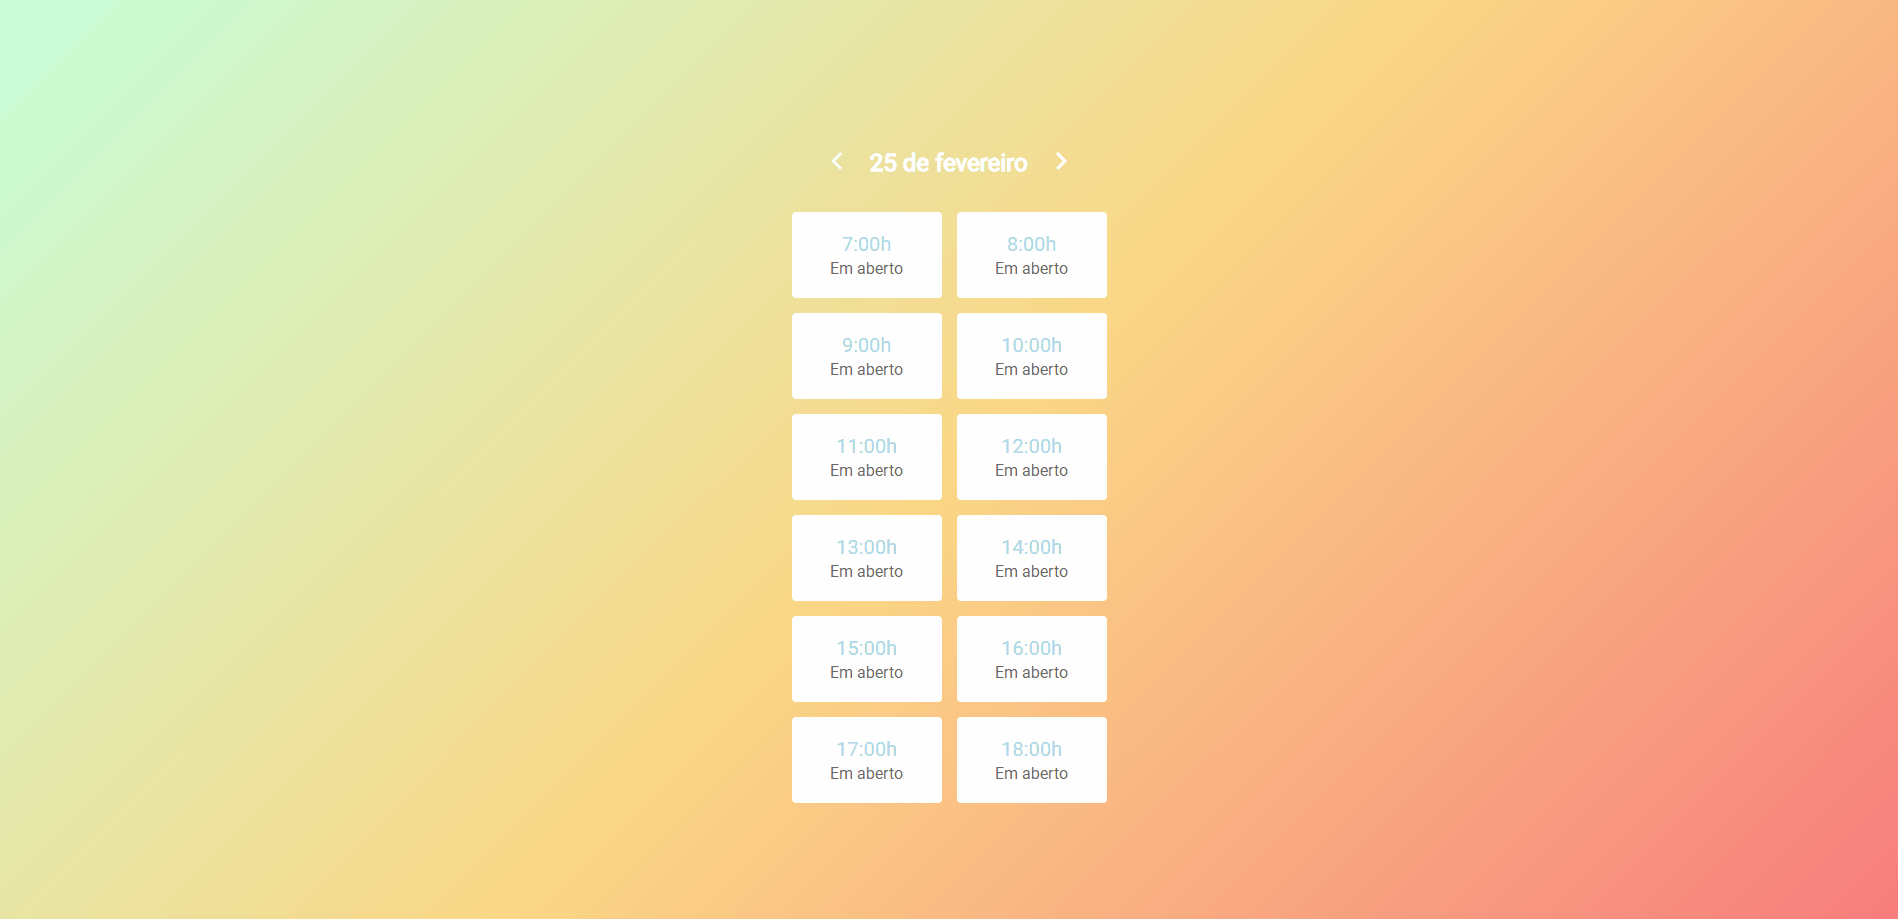 25 de fevereiro
7:00h
Em aberto
8:00h
Em aberto
9:00h
Em aberto
10:00h
Em aberto
11:00h
Em aberto
12:00h
Em aberto
13:00h
Em aberto
14:00h
Em aberto
15:00h
Em aberto
16:00h
Em aberto
17:00h
Em aberto
18:00h
Em aberto